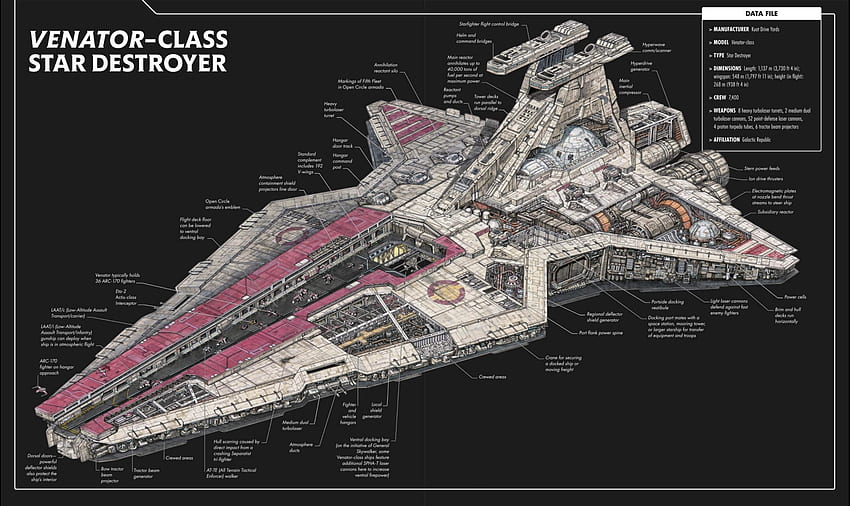 VENATOR–CLASS
STAR DESTROYER
DATA FILE
> MANUFACTURER Kuat Drive Yards
> MODEL Venator-class
> TYPE Star Destroyer
> DIMENSIONS Length: 1,137 m (3,730 ft 4 in);
wingspan: 548 m (1,797 ft 11 in); height (in flight):
268 m (938 ft 4 in)
> CREW 7,400
> WEAPONS 8 heavy turbolaser turrets, 2 medium dual
turbolaser cannons, 52 point-defense laser cannons,
4 proton torpedo tubes, 6 tractor beam projectors
> AFFILIATION Galactic Republic
Starfighter flight control bridge
Helm and
command bridges
Main reactor
annihilates up to
40,000 tons of
fuel per second at
maximum power
Hyperwave
comm/scanner
Hyperdrive
generator
Main
inertial
compressor
Annihilation
reactant silo
Markings of Fifth Fleet
in Open Circle armada
Reactant
pumps
and ducts
Tower decks
run parallel to
dorsal ridge
Heavy
turbolaser
turret
Hangar
door track
Hangar
command
post
Standard
complement
includes 192
V-wings
Atmosphere
containment shield
projectors line door
Open Circle
armada's emblem
Flight deck floor
can be lowered
to ventral
docking bay
Stern power feeds
Ion drive thrusters
Electromagnetic plates
at nozzle bend thrust
streams to steer ship
Subsidiary reactor
Venator typically holds
36 ARC-170 fighters
Eta-2
Actis-class
Interceptor
LAAT/c (Low-Altitude Assault
Transport/carrier)
LAAT/i (Low-Altitude
Assault Transport/infantry)
gunship can deploy when
ship is in atmospheric flight
ARC-170
fighter on hangar
approach
Power cells
Brim and hull
decks run
horizontally
Light laser cannons
defend against fast
enemy fighters
Portside docking
vestibule
Docking port mates with a
space station, mooring tower,
or larger starship for transfer
of equipment and troops
Regional deflector
shield generator
Port flank power spine
Crane for securing
a docked ship or
moving freight
Crewed areas
Local
shield
generator
Fighter
and
vehicle
hangars
Ventral docking bay
(on the initiative of General
Skywalker, some
Venator-class ships feature
additional SPHA-T laser
cannons here to increase
ventral firepower)
Medium dual
turbolaser
Atmosphere
ducts
Hull scarring caused by
direct impact from a
crashing Separatist
tri-fighter
AT-TE (All Terrain Tactical
Enforcer) walker
Crewed areas
Tractor beam
generator
Bow tractor
beam
projector
Dorsal doors—
powerful
deflector shields
also protect the
ship's interior